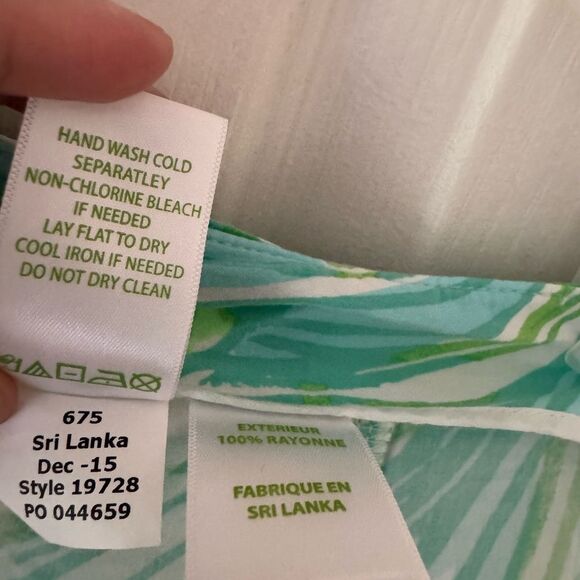 HAND WASH COLD
SEPARATLEY
NON-CHLORINE BLEACH
IF NEEDED
LAY FLAT TO DRY
COOL IRON IF NEEDED
DO NOT DRY CLEAN
675
Sri Lanka
Dec -15
Style 19728
PO 044659
EXTERIEUR
100% RAYONNE
FABRIQUE EN
SRI LANKA